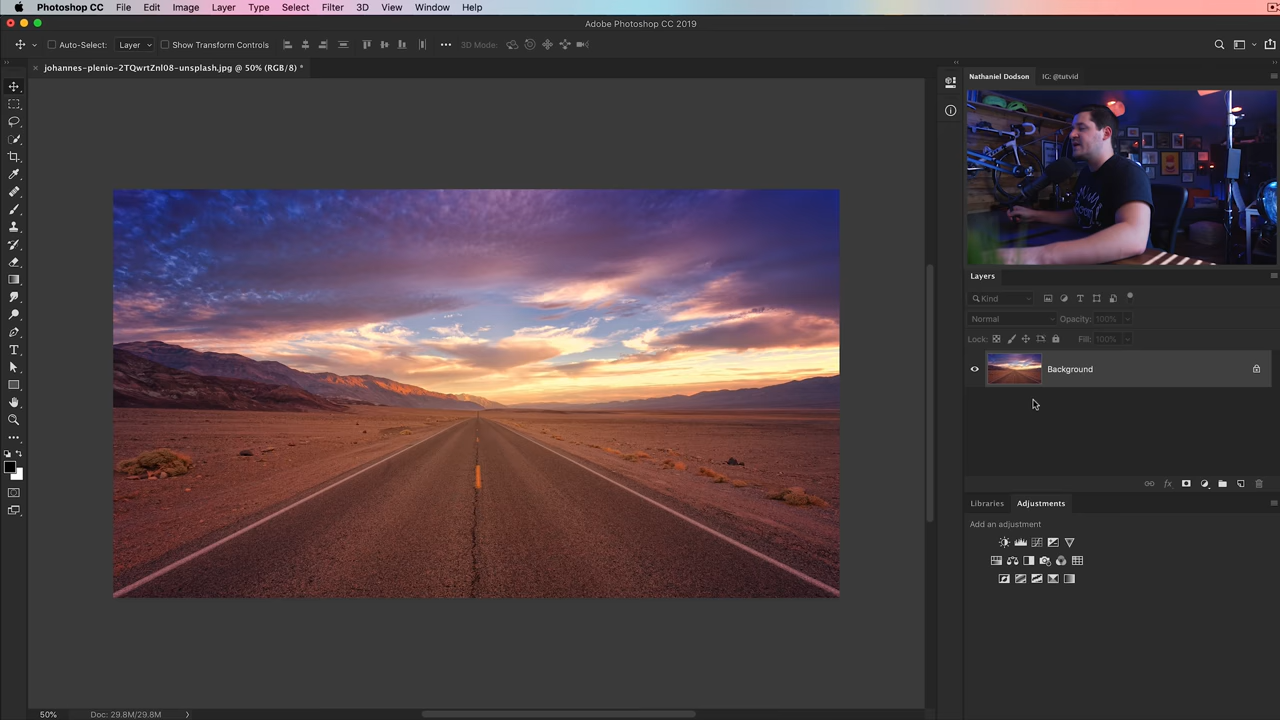 Photoshop CC File Edit Image Layer Type Select Filter 3D View Window Help
Adobe Photoshop CC 2019
Auto-Select: Layer Show Transform Controls 3D Mode:
× johannes-plenio-2TQwrtZnl08-unsplash.jpg @ 50% (RGB/8) *
Nathaniel Dodson IG: @tutvid
Layers
Kind
Normal Opacity: 100%
Lock: Fill: 100%
Background
fx
Libraries Adjustments
Add an adjustment
50% Doc: 29.8M/29.8M